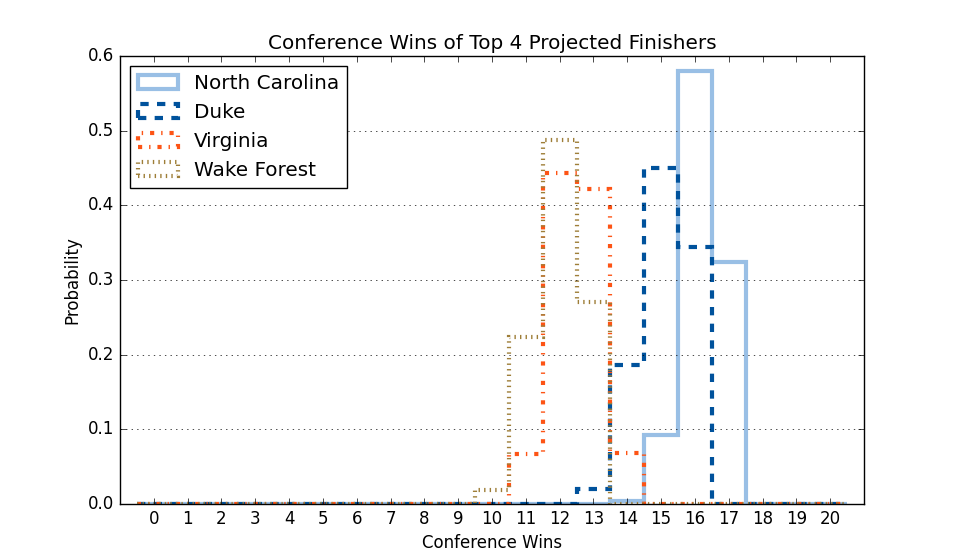 Conference Wins of Top 4 Projected Finishers
0.6
0.5
0.4
0.3
0.2
0.1
0.0
Probability
North Carolina
Duke
Virginia
Wake Forest
0 1 2 3 4 5 6 7 8 9 10 11 12 13 14 15 16 17 18 19 20
Conference Wins